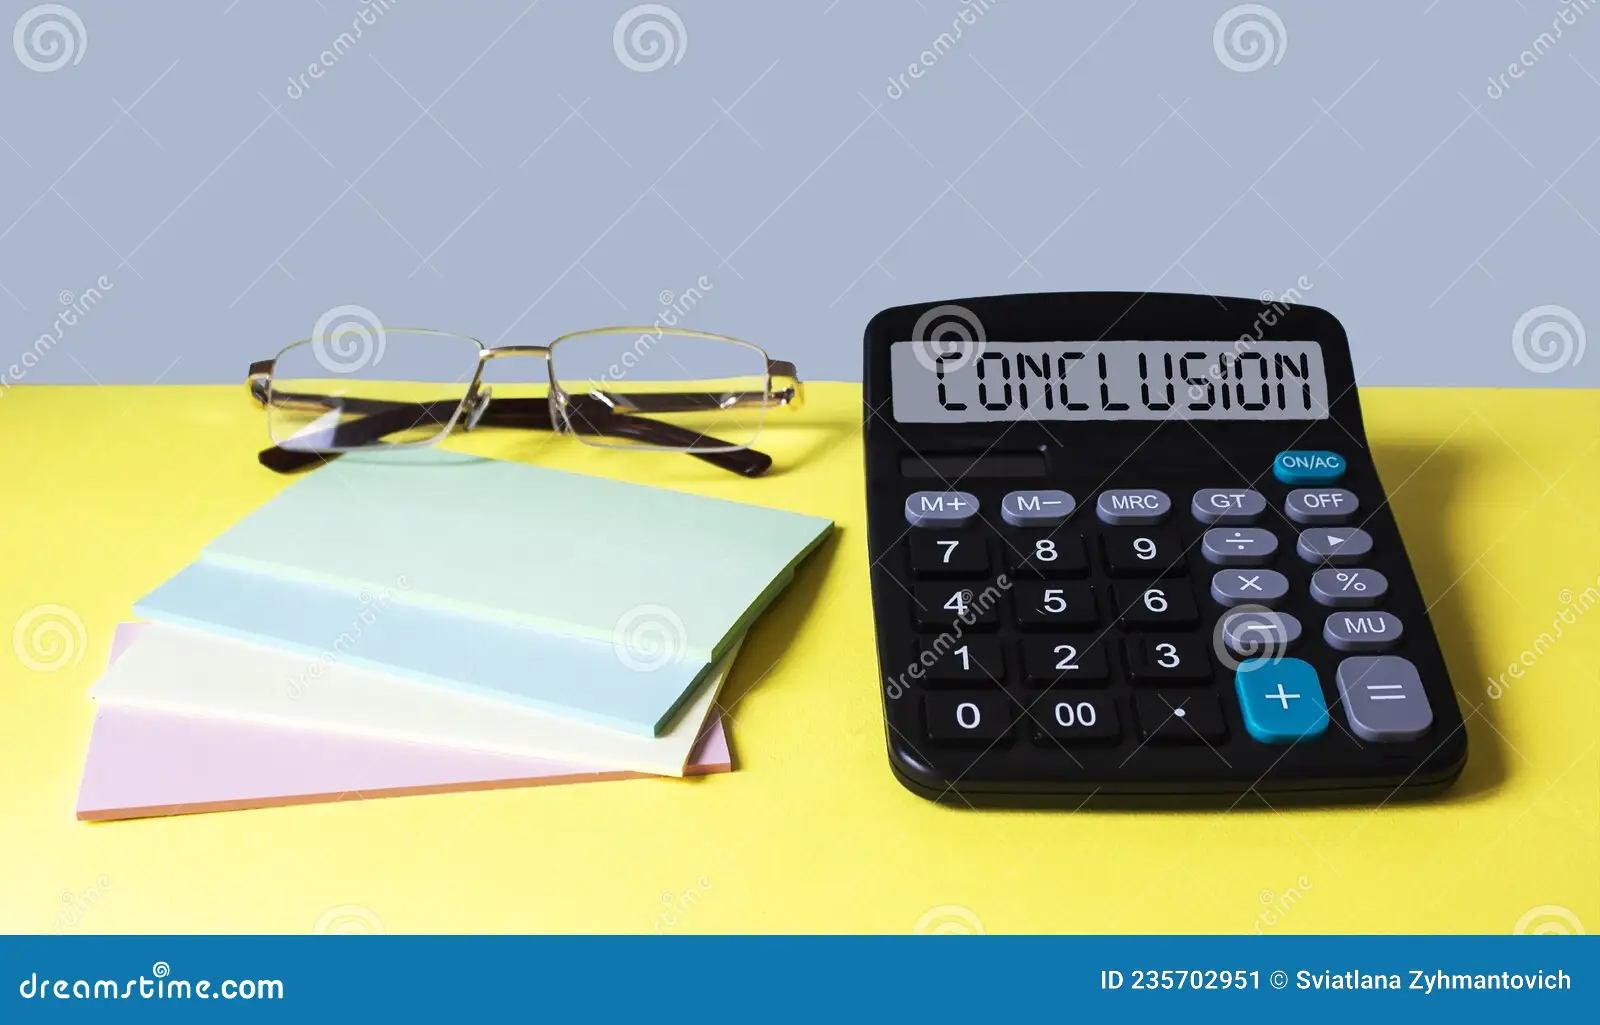 CONCLUSION
ON/AC
M+ M− MRC GT OFF
7 8 9 ÷ ▶
4 5 6 × %
1 2 3 − MU
0 00 . + =
dreamstime.com
ID 235702951 © Sviatlana Zyhmantovich